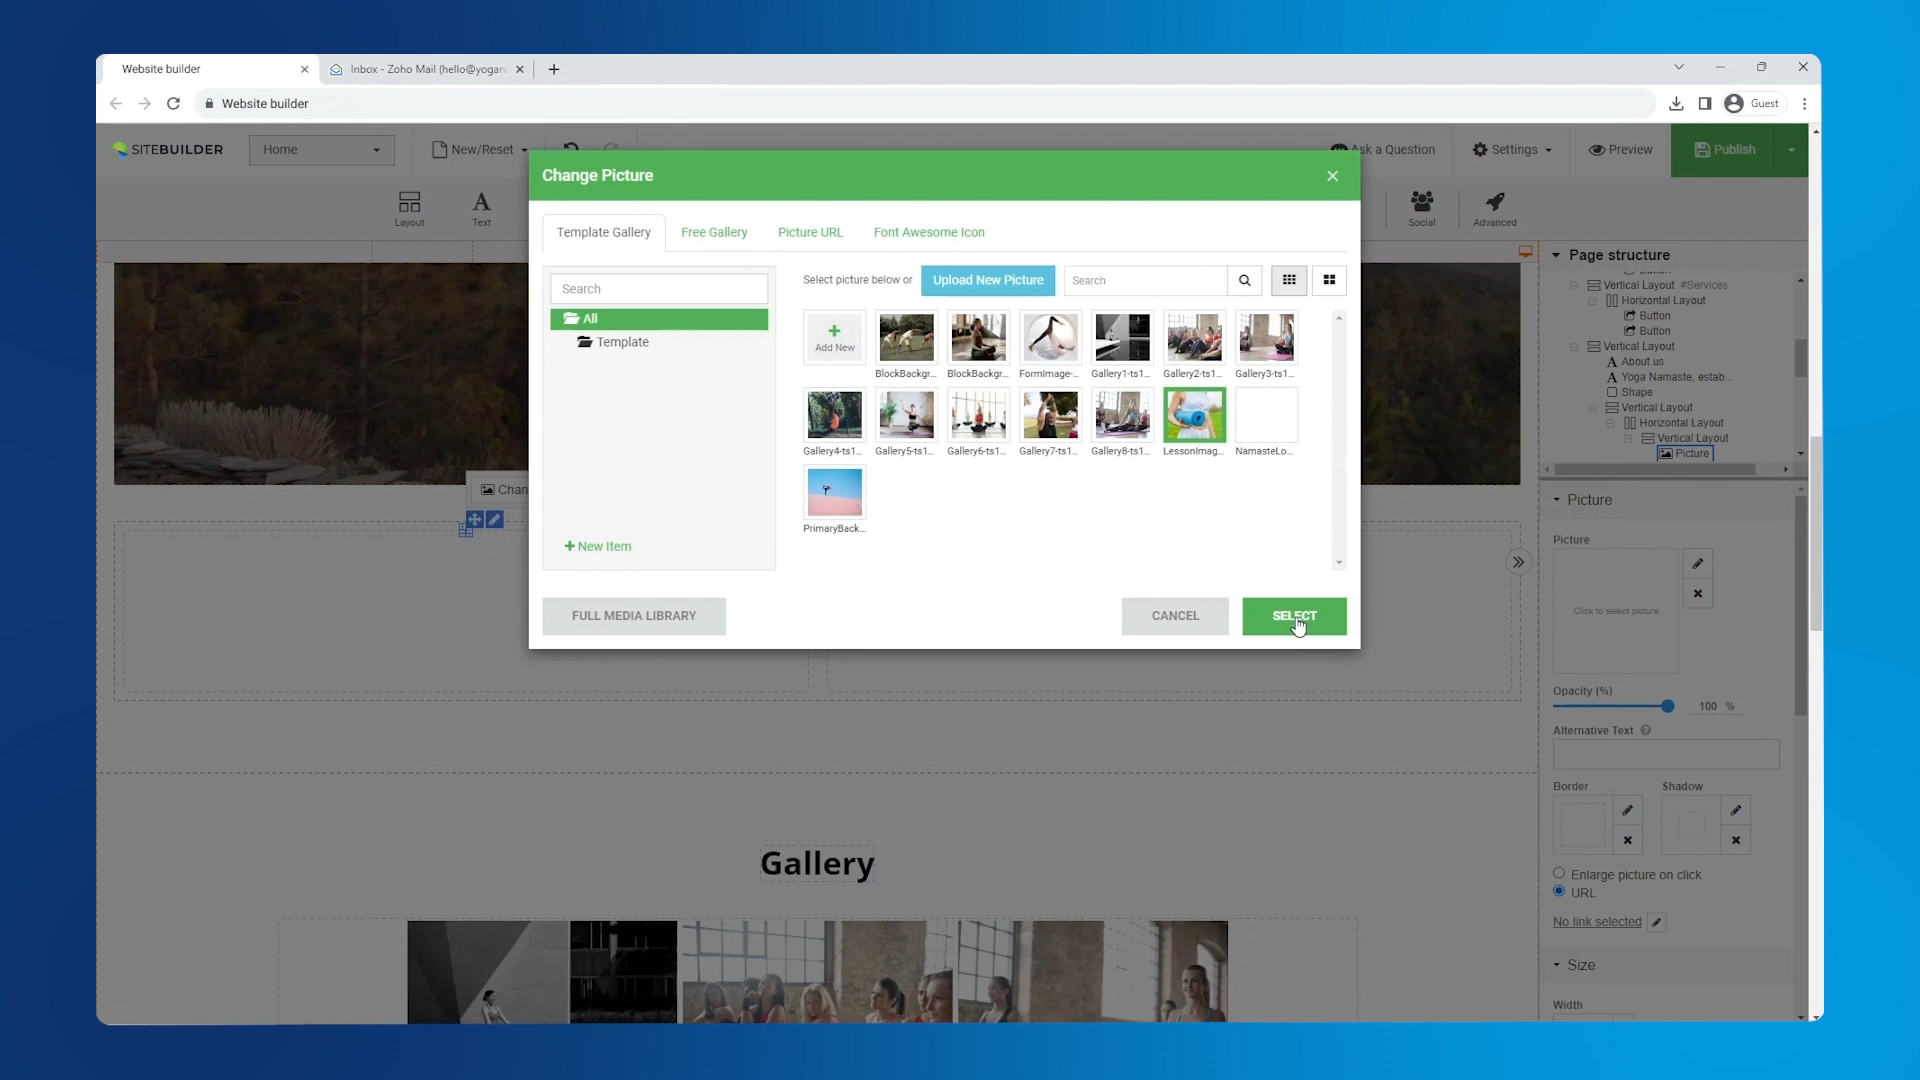 Website builder
Inbox - Zoho Mail (hello@yogan
Website builder
Guest
SITEBUILDER
Home
New/Reset
Ask a Question
Settings
Preview
Publish
Layout
Text
Social
Advanced
Change Picture
Template Gallery
Free Gallery
Picture URL
Font Awesome Icon
Search
All
Template
New Item
Select picture below or
Upload New Picture
Search
Add New
BlockBackgr...
BlockBackgr...
FormImage-...
Gallery1-ts1...
Gallery2-ts1...
Gallery3-ts1...
Gallery4-ts1...
Gallery5-ts1...
Gallery6-ts1...
Gallery7-ts1...
Gallery8-ts1...
LessonImag...
NamasteLo...
PrimaryBack...
FULL MEDIA LIBRARY
CANCEL
SELECT
Chan
Gallery
Page structure
Vertical Layout #Services
Horizontal Layout
Button
Button
Vertical Layout
About us
Yoga Namaste, estab...
Shape
Vertical Layout
Horizontal Layout
Vertical Layout
Picture
Picture
Picture
Click to select picture
Opacity (%)
100 %
Alternative Text
Border
Shadow
Enlarge picture on click
URL
No link selected
Size
Width